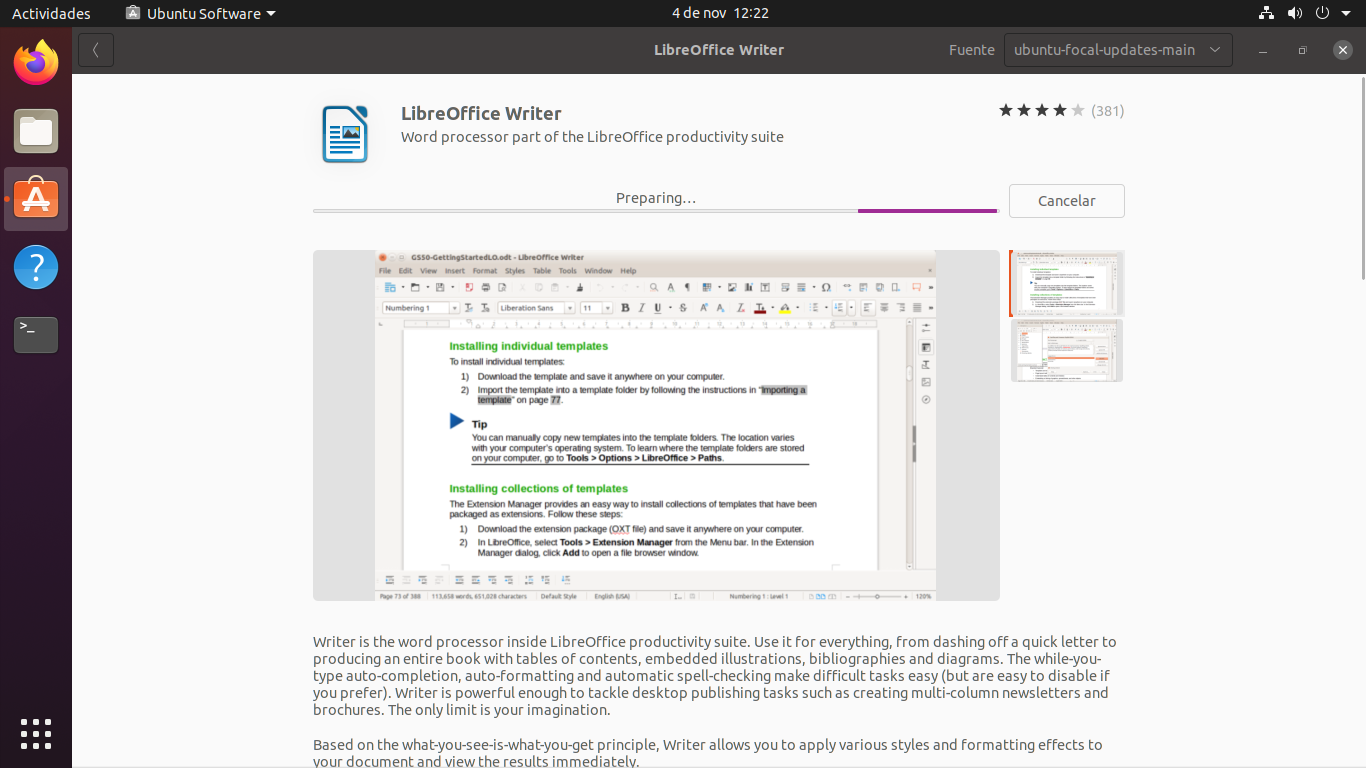 Actividades
Ubuntu Software
4 de nov 12:22
LibreOffice Writer
Fuente
ubuntu-focal-updates-main
LibreOffice Writer
Word processor part of the LibreOffice productivity suite
(381)
Preparing…
Cancelar
GS50-GettingStartedLO.odt - LibreOffice Writer
File Edit View Insert Format Styles Table Tools Window Help
Numbering 1
Liberation Sans
11
Installing individual templates
To install individual templates:
1) Download the template and save it anywhere on your computer.
2) Import the template into a template folder by following the instructions in "Importing a
template" on page 77.
Tip
You can manually copy new templates into the template folders. The location varies
with your computer's operating system. To learn where the template folders are stored
on your computer, go to Tools > Options > LibreOffice > Paths.
Installing collections of templates
The Extension Manager provides an easy way to install collections of templates that have been
packaged as extensions. Follow these steps:
1) Download the extension package (OXT file) and save it anywhere on your computer.
2) In LibreOffice, select Tools > Extension Manager from the Menu bar. In the Extension
Manager dialog, click Add to open a file browser window.
Page 73 of 388
113,658 words, 651,028 characters
Default Style
English (USA)
Numbering 1 : Level 1
120%
Writer is the word processor inside LibreOffice productivity suite. Use it for everything, from dashing off a quick letter to
producing an entire book with tables of contents, embedded illustrations, bibliographies and diagrams. The while-you-
type auto-completion, auto-formatting and automatic spell-checking make difficult tasks easy (but are easy to disable if
you prefer). Writer is powerful enough to tackle desktop publishing tasks such as creating multi-column newsletters and
brochures. The only limit is your imagination.
Based on the what-you-see-is-what-you-get principle, Writer allows you to apply various styles and formatting effects to
your document and view the results immediately.